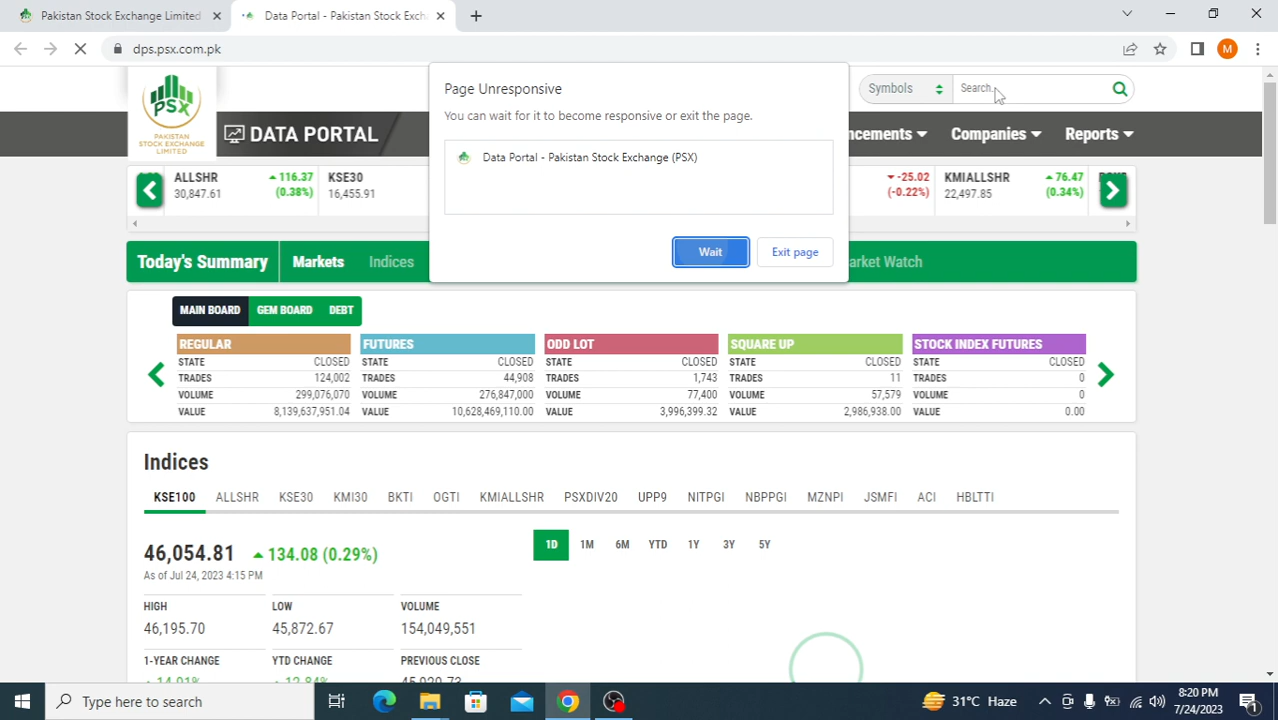 Pakistan Stock Exchange Limited
Data Portal - Pakistan Stock Exch
dps.psx.com.pk
M
PSX
PAKISTAN
STOCK EXCHANGE
LIMITED
DATA PORTAL
Page Unresponsive
You can wait for it to become responsive or exit the page.
Data Portal - Pakistan Stock Exchange (PSX)
Wait
Exit page
Symbols
Search..
Companies
Reports
ALLSHR
30,847.61
116.37
(0.38%)
KSE30
16,455.91
-25.02
(-0.22%)
KMIALLSHR
22,497.85
76.47
(0.34%)
Today's Summary
Markets
Indices
MAIN BOARD
GEM BOARD
DEBT
REGULAR
STATE CLOSED
TRADES 124,002
VOLUME 299,076,070
VALUE 8,139,637,951.04
FUTURES
STATE CLOSED
TRADES 44,908
VOLUME 276,847,000
VALUE 10,628,469,110.00
ODD LOT
STATE CLOSED
TRADES 1,743
VOLUME 77,400
VALUE 3,996,399.32
SQUARE UP
STATE CLOSED
TRADES 11
VOLUME 57,579
VALUE 2,986,938.00
STOCK INDEX FUTURES
STATE CLOSED
TRADES 0
VOLUME 0
VALUE 0.00
Indices
KSE100 ALLSHR KSE30 KMI30 BKTI OGTI KMIALLSHR PSXDIV20 UPP9 NITPGI NBPPGI MZNPI JSMFI ACI HBLTTI
46,054.81 134.08 (0.29%)
As of Jul 24, 2023 4:15 PM
1D 1M 6M YTD 1Y 3Y 5Y
HIGH
46,195.70
LOW
45,872.67
VOLUME
154,049,551
1-YEAR CHANGE
YTD CHANGE
PREVIOUS CLOSE
Type here to search
31°C Haze
8:20 PM
7/24/2023
1